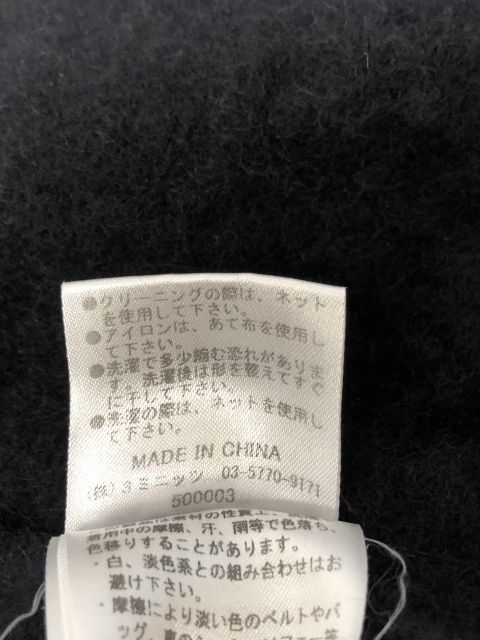 ●クリーニングの際は、ネット
を使用して下さい。
●アイロンは、あて布を使用し
て下さい。
●洗濯で多少縮む恐れがありま
す。洗濯後は形を整えてすぐ
に干して下さい。
●洗濯の際は、ネットを使用し
て下さい。
MADE IN CHINA
(株)3ミニッツ 03-5770-9171
500003
着用中の摩擦、汗、雨等で色落ち、
色移りすることがあります。
・白、淡色系との組み合わせはお
避け下さい。
・摩擦により淡い色のベルトやバ
ッグ、